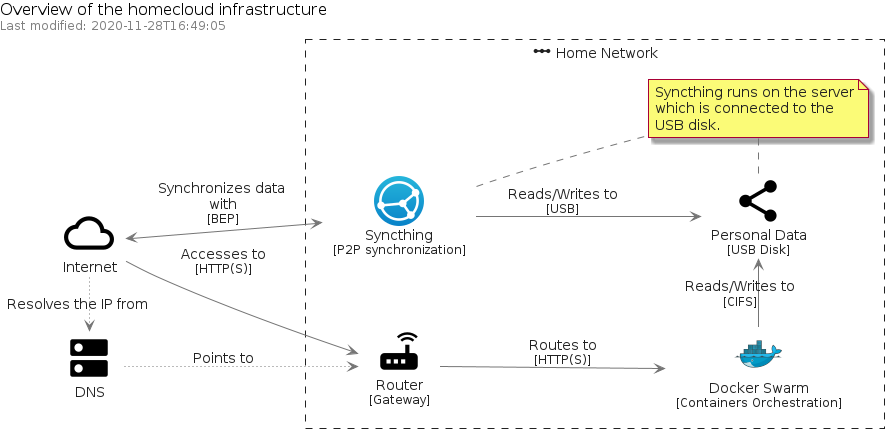 Overview of the homecloud infrastructure
Last modified: 2020-11-28T16:49:05
Home Network
Syncthing runs on the server
which is connected to the
USB disk.
Synchronizes data
with
[BEP]
Reads/Writes to
[USB]
Syncthing
[P2P synchronization]
Personal Data
[USB Disk]
Internet
Accesses to
[HTTP(S)]
Reads/Writes to
[CIFS]
Resolves the IP from
Points to
Routes to
[HTTP(S)]
DNS
Router
[Gateway]
Docker Swarm
[Containers Orchestration]